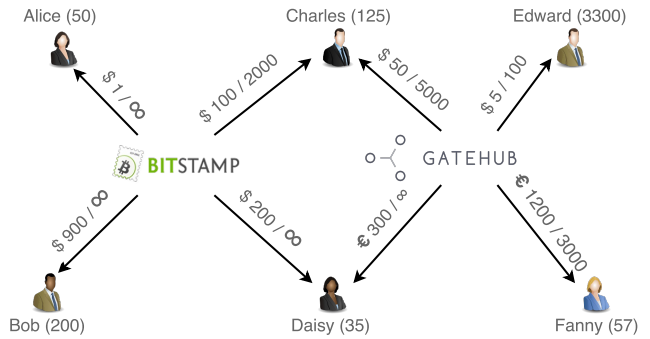 Alice (50)
Charles (125)
Edward (3300)
$ 1 / ∞
$ 100 / 2000
$ 50 / 5000
$ 5 / 100
BITSTAMP
GATEHUB
$ 900 / ∞
$ 200 / ∞
€ 300 / ∞
€ 1200 / 3000
Bob (200)
Daisy (35)
Fanny (57)